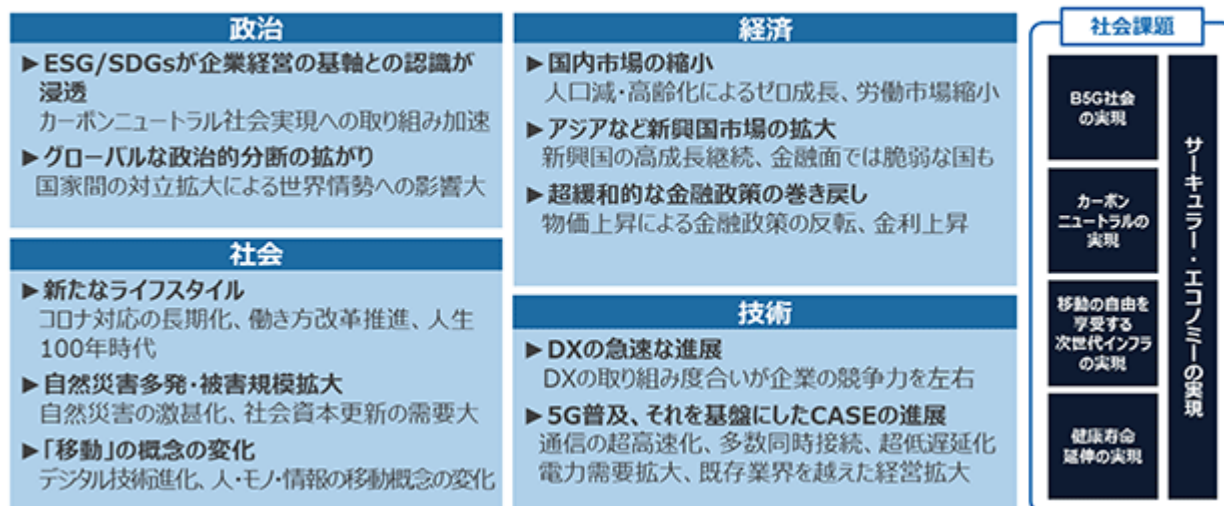 政治
▶ESG/SDGsが企業経営の基軸との認識が
浸透
カーボンニュートラル社会実現への取り組み加速
▶グローバルな政治的分断の拡がり
国家間の対立拡大による世界情勢への影響大
社会
▶新たなライフスタイル
コロナ対応の長期化、働き方改革推進、人生
100年時代
▶自然災害多発・被害規模拡大
自然災害の激甚化、社会資本更新の需要大
▶「移動」の概念の変化
デジタル技術進化、人・モノ・情報の移動概念の変化
経済
▶国内市場の縮小
人口減・高齢化によるゼロ成長、労働市場縮小
▶アジアなど新興国市場の拡大
新興国の高成長継続、金融面では脆弱な国も
▶超緩和的な金融政策の巻き戻し
物価上昇による金融政策の反転、金利上昇
技術
▶DXの急速な進展
DXの取り組み度合いが企業の競争力を左右
▶5G普及、それを基盤にしたCASEの進展
通信の超高速化、多数同時接続、超低遅延化
電力需要拡大、既存業界を越えた経営拡大
社会課題
B5G社会
の実現
カーボン
ニュートラルの
実現
移動の自由を
享受する
次世代インフラ
の実現
健康寿命
延伸の実現
サーキュラー・エコノミーの実現